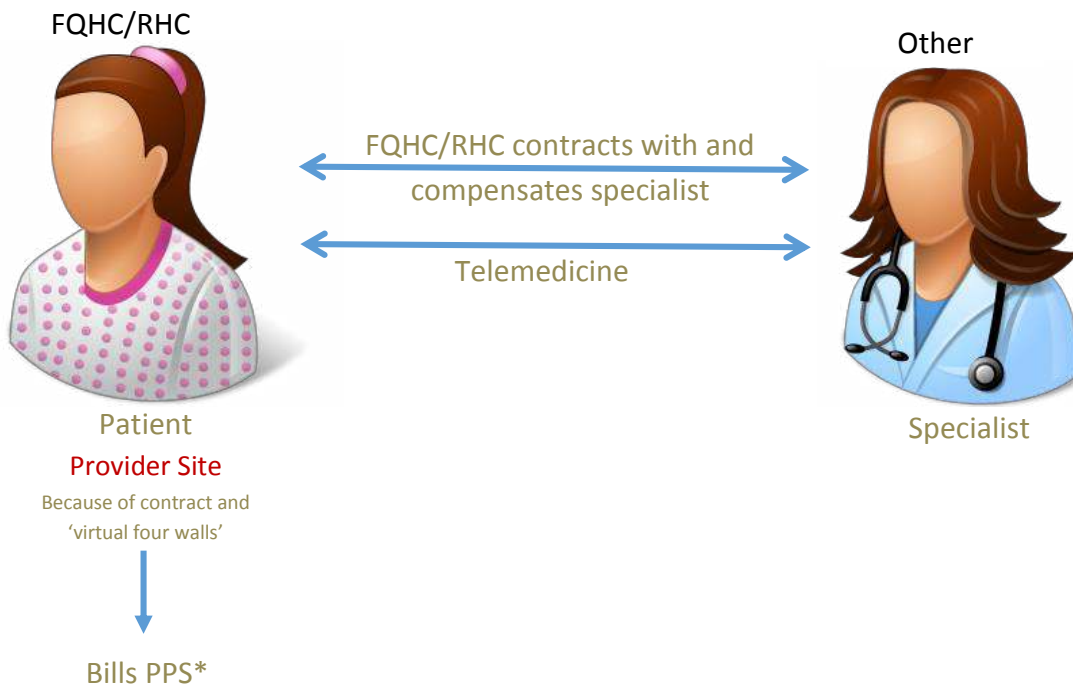 FQHC/RHC
Other
FQHC/RHC contracts with and
compensates specialist
Telemedicine
Patient
Specialist
Provider Site
Because of contract and
‘virtual four walls’
Bills PPS*